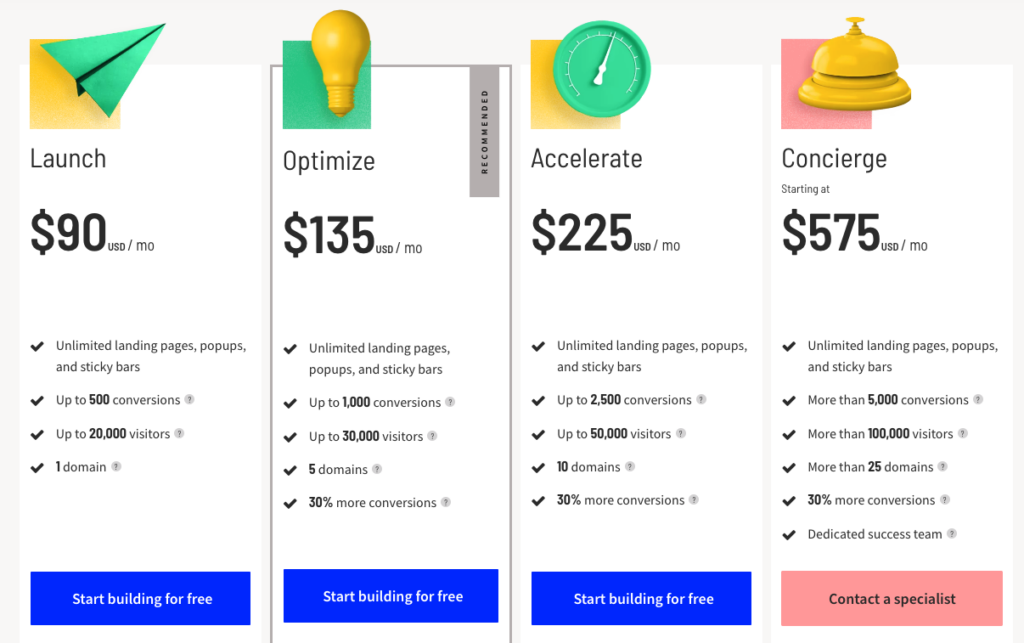 Launch
$90 USD / mo
Unlimited landing pages, popups,
and sticky bars
Up to 500 conversions ?
Up to 20,000 visitors ?
1 domain ?
Start building for free
RECOMMENDED
Optimize
$135 USD / mo
Unlimited landing pages,
popups, and sticky bars
Up to 1,000 conversions ?
Up to 30,000 visitors ?
5 domains ?
30% more conversions ?
Start building for free
Accelerate
$225 USD / mo
Unlimited landing pages, popups,
and sticky bars
Up to 2,500 conversions ?
Up to 50,000 visitors ?
10 domains ?
30% more conversions ?
Start building for free
Concierge
Starting at
$575 USD / mo
Unlimited landing pages, popups,
and sticky bars
More than 5,000 conversions ?
More than 100,000 visitors ?
More than 25 domains ?
30% more conversions ?
Dedicated success team ?
Contact a specialist